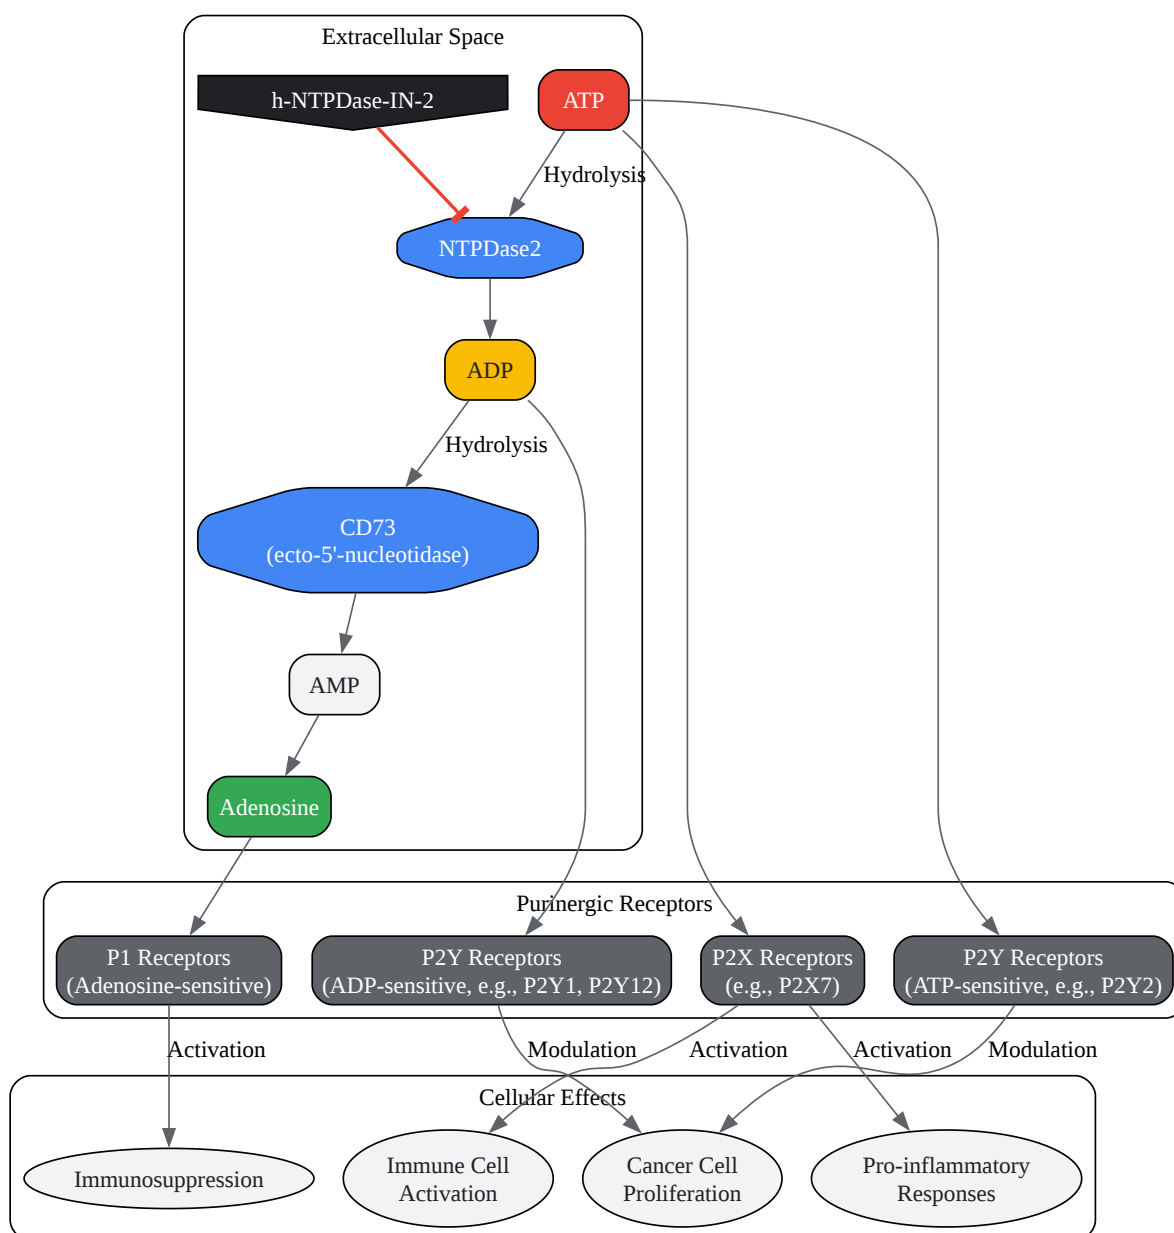 Extracellular Space
h-NTPDase-IN-2
ATP
Hydrolysis
NTPDase2
ADP
Hydrolysis
CD73
(ecto-5'-nucleotidase)
AMP
Adenosine
Purinergic Receptors
P1 Receptors
(Adenosine-sensitive)
P2Y Receptors
(ADP-sensitive, e.g., P2Y1, P2Y12)
P2X Receptors
(e.g., P2X7)
P2Y Receptors
(ATP-sensitive, e.g., P2Y2)
Activation
Modulation
Activation
Activation
Modulation
Cellular Effects
Immunosuppression
Immune Cell
Activation
Cancer Cell
Proliferation
Pro-inflammatory
Responses